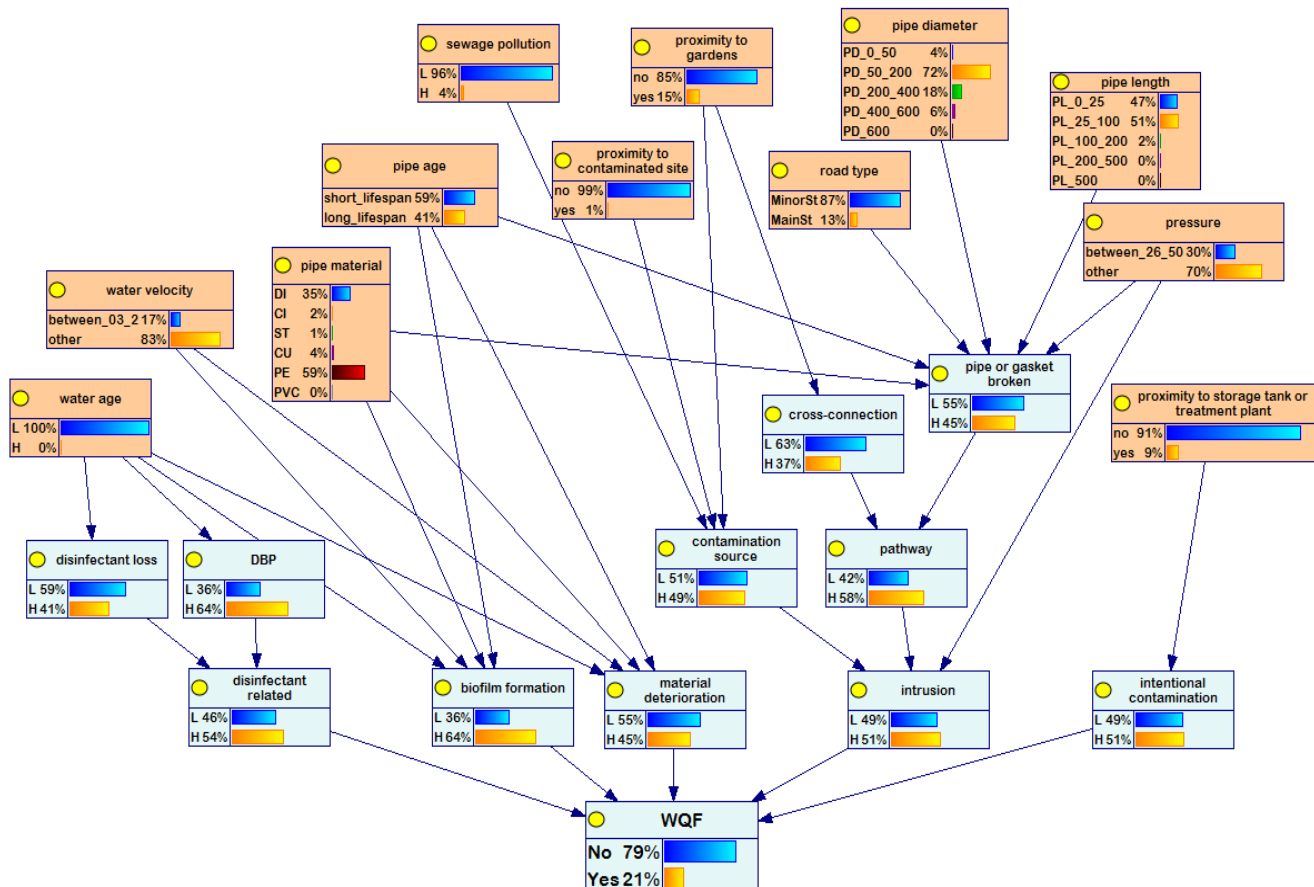 sewage pollution
L 96%
H 4%
proximity to
gardens
no 85%
yes 15%
pipe diameter
PD_0_50 4%
PD_50_200 72%
PD_200_400 18%
PD_400_600 6%
PD_600 0%
pipe length
PL_0_25 47%
PL_25_100 51%
PL_100_200 2%
PL_200_500 0%
PL_500 0%
pipe age
short_lifespan 59%
long_lifespan 41%
proximity to
contaminated site
no 99%
yes 1%
road type
MinorSt 87%
MainSt 13%
pressure
between_26_50 30%
other 70%
water velocity
between_03_2 17%
other 83%
pipe material
DI 35%
CI 2%
ST 1%
CU 4%
PE 59%
PVC 0%
pipe or gasket
broken
L 55%
H 45%
water age
L 100%
H 0%
cross-connection
L 63%
H 37%
proximity to storage tank or
treatment plant
no 91%
yes 9%
disinfectant loss
L 59%
H 41%
DBP
L 36%
H 64%
contamination
source
L 51%
H 49%
pathway
L 42%
H 58%
disinfectant
related
L 46%
H 54%
biofilm formation
L 36%
H 64%
material
deterioration
L 55%
H 45%
intrusion
L 49%
H 51%
intentional
contamination
L 49%
H 51%
WQF
No 79%
Yes 21%